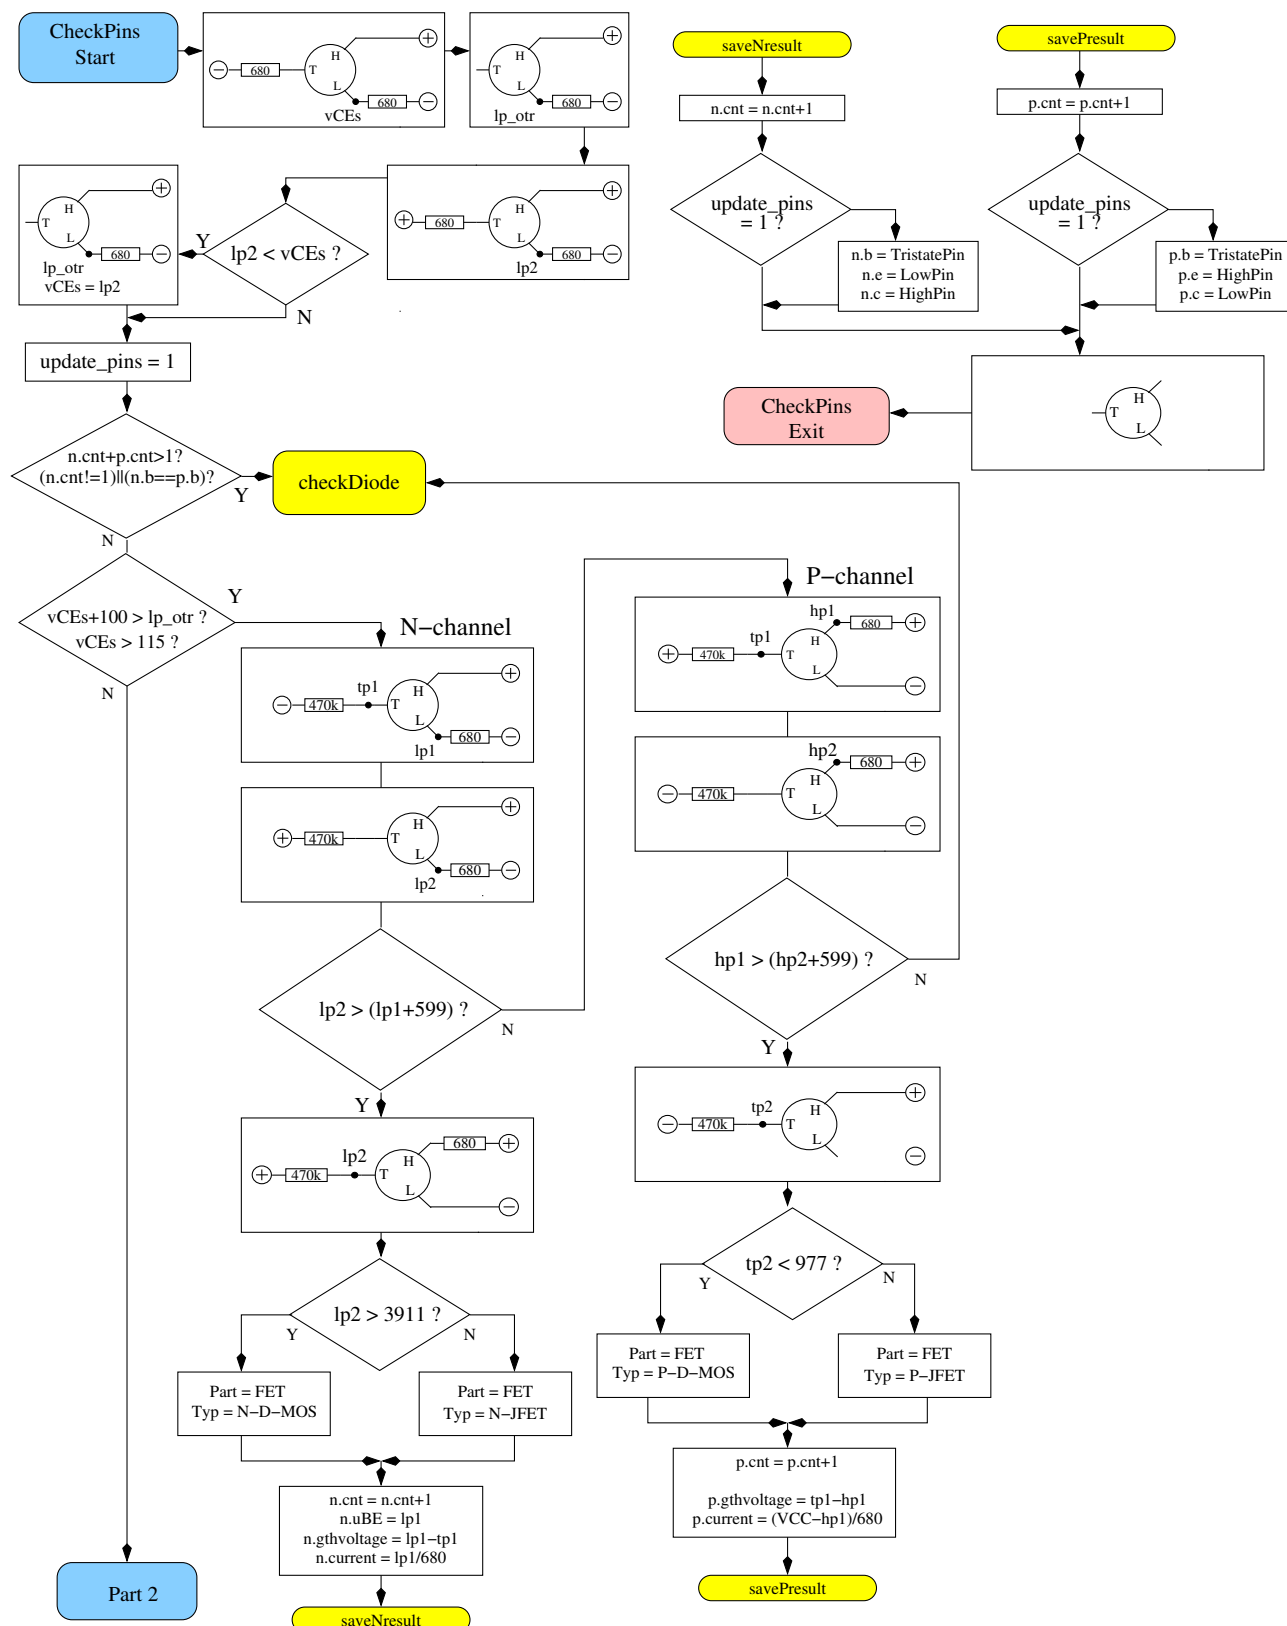 CheckPins
Start
680
T
H
L
680
vCEs
T
H
L
680
lp_otr
680
T
H
L
680
lp2
lp2 < vCEs ?
Y
N
T
H
L
680
lp_otr
vCEs = lp2
update_pins = 1
n.cnt+p.cnt>1?
(n.cnt!=1)||(n.b==p.b)?
Y
N
checkDiode
vCEs+100 > lp_otr ?
vCEs > 115 ?
Y
N
N−channel
470k
tp1
T
H
L
680
lp1
470k
T
H
L
680
lp2
lp2 > (lp1+599) ?
N
Y
470k
lp2
T
H
L
680
lp2 > 3911 ?
Y
N
Part = FET
Typ = N−D−MOS
Part = FET
Typ = N−JFET
n.cnt = n.cnt+1
n.uBE = lp1
n.gthvoltage = lp1−tp1
n.current = lp1/680
saveNresult
Part 2
P−channel
hp1
680
tp1
470k
T
H
L
hp2
680
470k
T
H
L
hp1 > (hp2+599) ?
N
Y
tp2
470k
T
H
L
tp2 < 977 ?
Y
N
Part = FET
Typ = P−D−MOS
Part = FET
Typ = P−JFET
p.cnt = p.cnt+1
p.gthvoltage = tp1−hp1
p.current = (VCC−hp1)/680
savePresult
saveNresult
n.cnt = n.cnt+1
update_pins
= 1 ?
n.b = TristatePin
n.e = LowPin
n.c = HighPin
savePresult
p.cnt = p.cnt+1
update_pins
= 1 ?
p.b = TristatePin
p.e = HighPin
p.c = LowPin
T
H
L
CheckPins
Exit